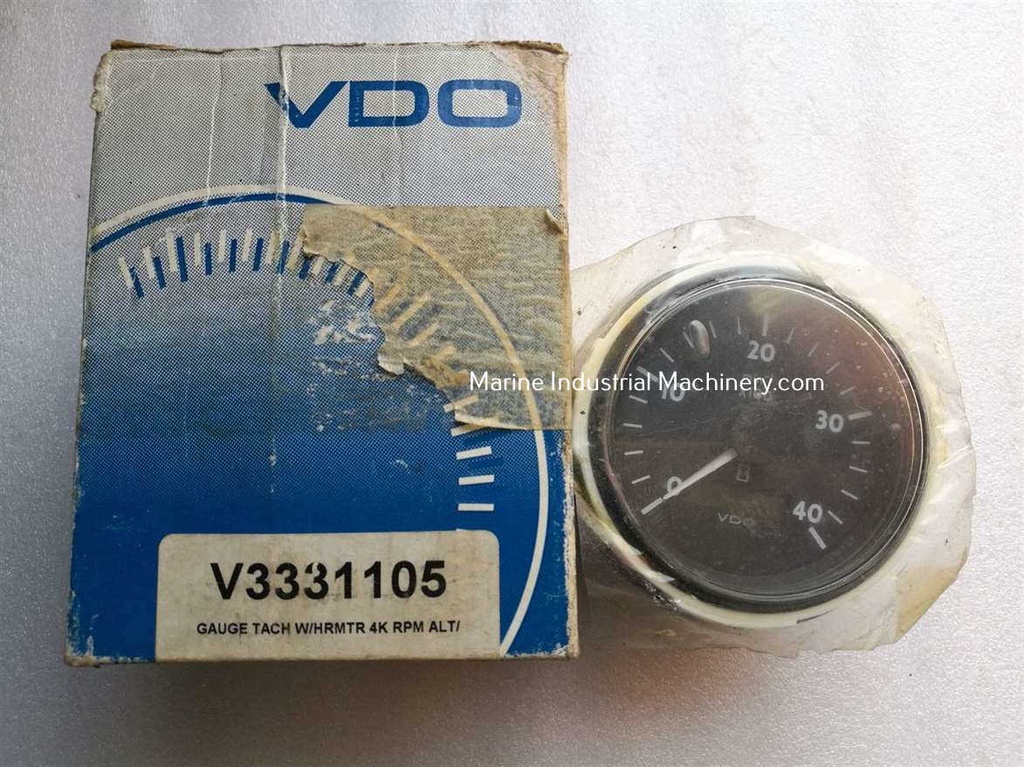 VDO
V3331105
GAUGE TACH W/HRMTR 4K RPM ALT/
Marine Industrial Machinery.com
20
10
30
0
40
VDO